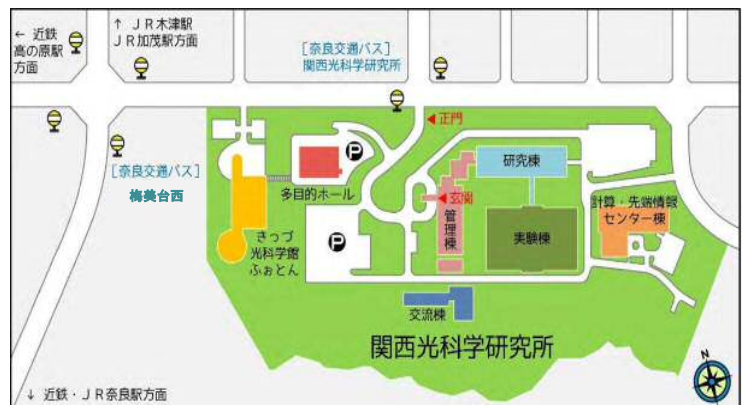 ← 近鉄
高の原駅
方面
↑ JR木津駅
JR加茂駅方面
[奈良交通バス]
関西光科学研究所
正門
[奈良交通バス]
梅美台西
P
多目的ホール
研究棟
玄関
管理棟
実験棟
計算・先端情報
センター棟
きっづ
光科学館
ふぉとん
P
交流棟
関西光科学研究所
N
↓ 近鉄・JR奈良駅方面